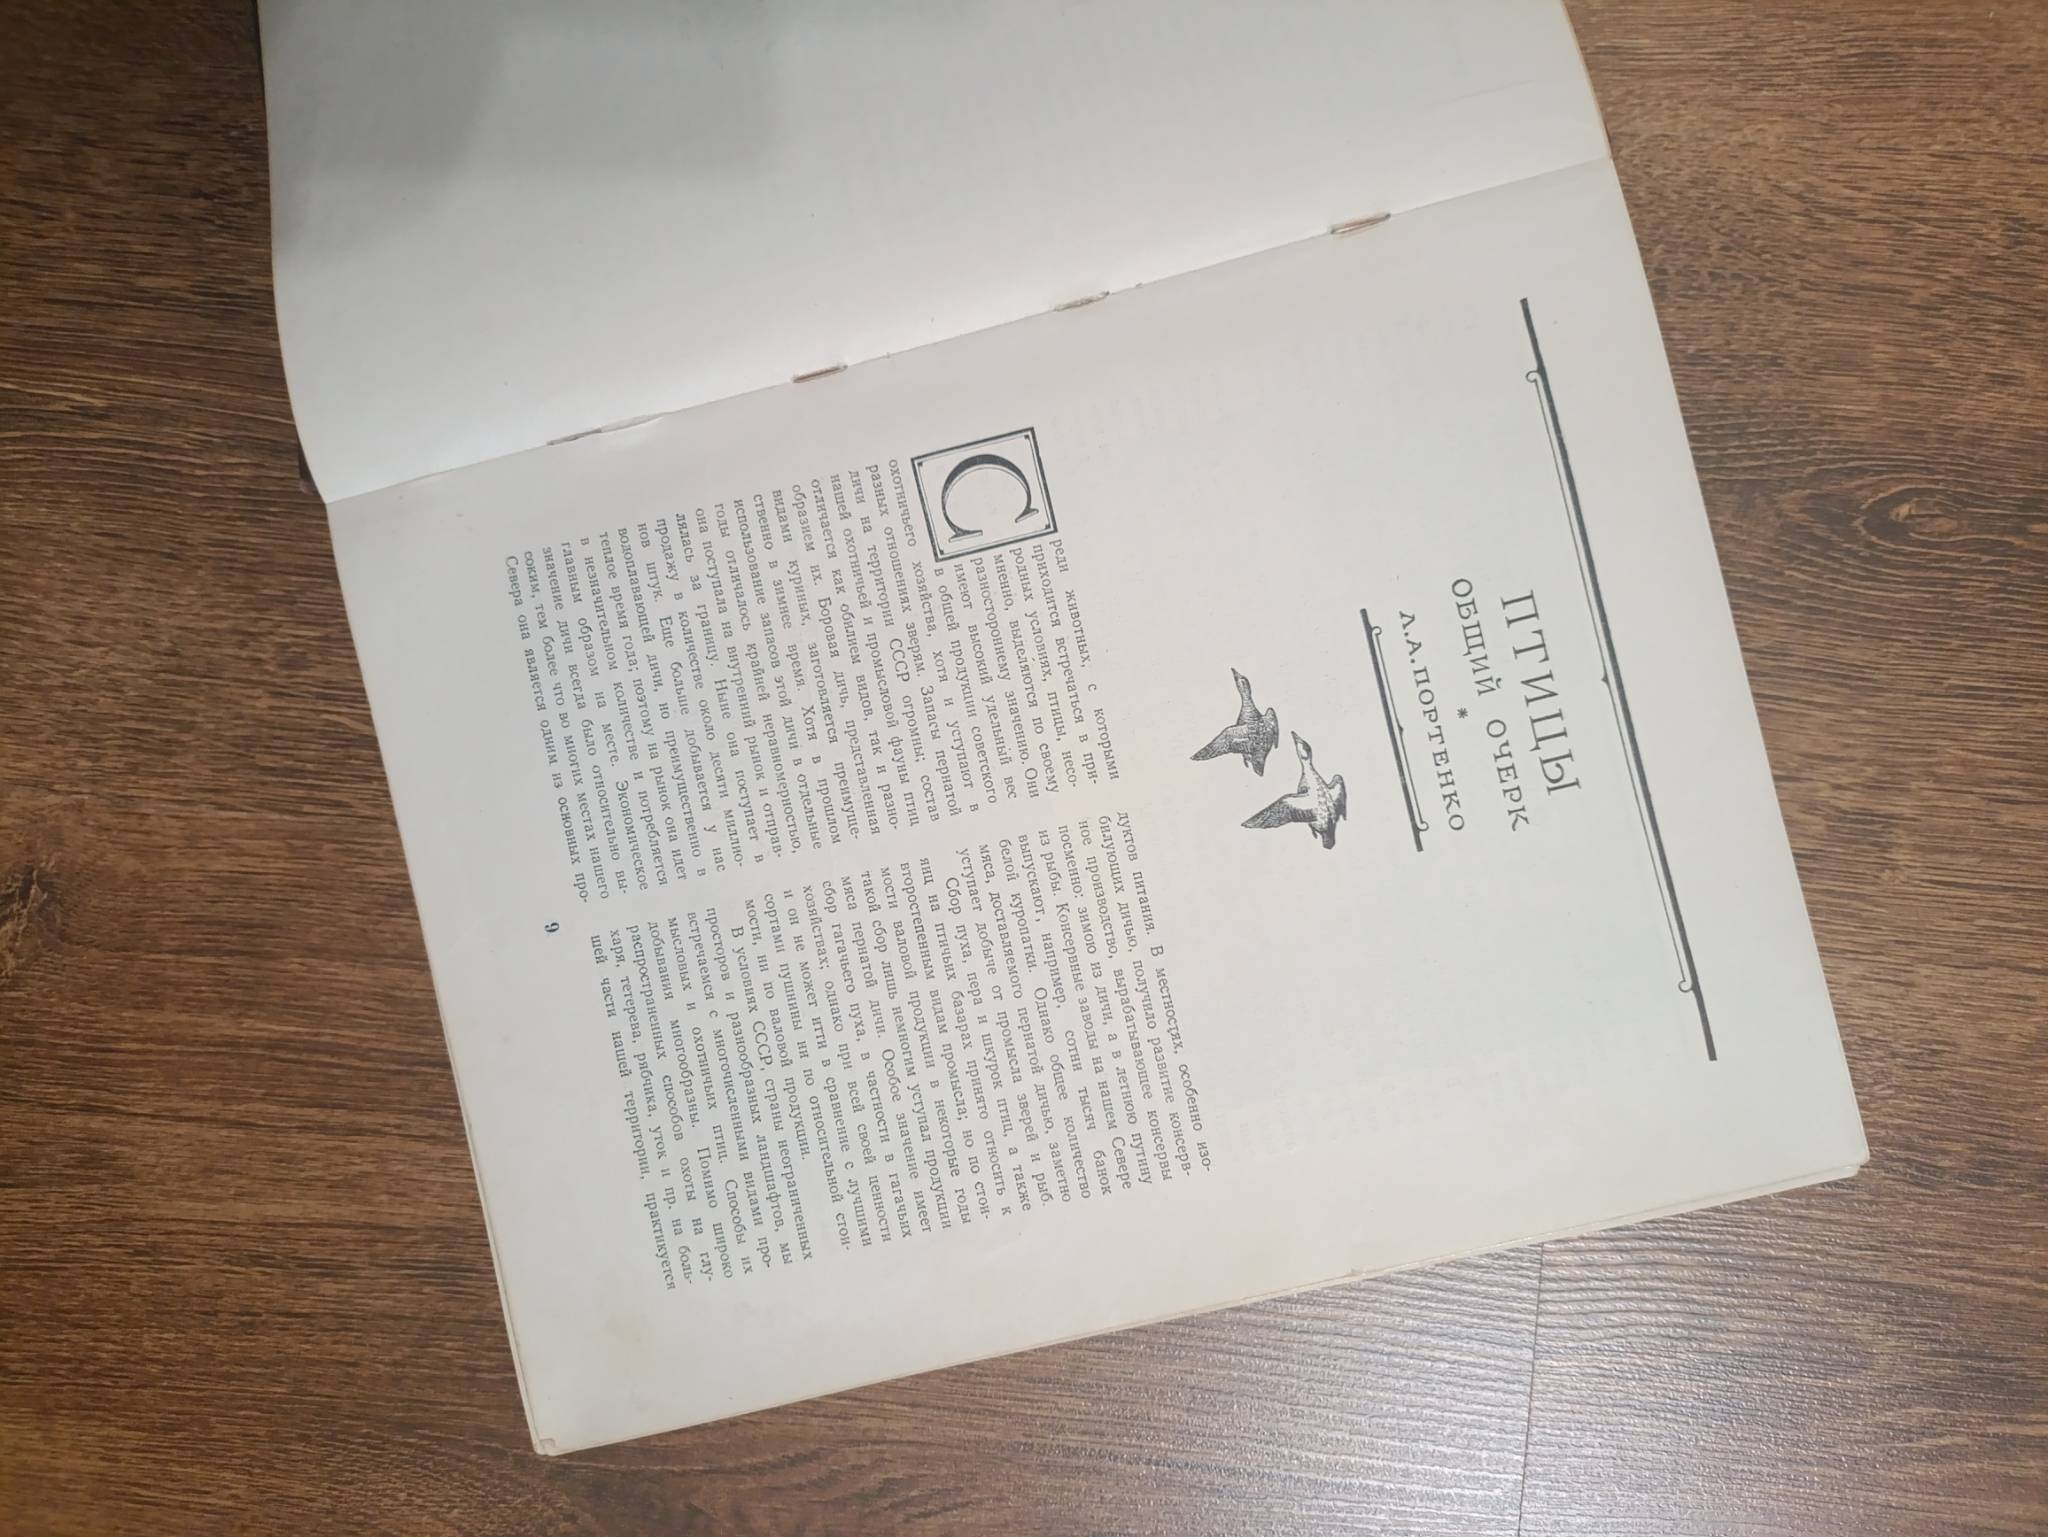 ПТИЦЫ
ОБЩИЙ ОЧЕРК
*
Л.А.ПОРТЕНКО
Среди животных, с которыми
приходится встречаться в при-
родных условиях, птицы, несо-
мненно, выделяются по своему
разностороннему значению. Они
имеют высокий удельный вес
в общей продукции советского
охотничьего хозяйства, хотя и уступают в
разных отношениях зверям. Запасы пернатой
дичи на территории СССР огромны; состав
нашей охотничьей и промысловой фауны птиц
отличается как обилием видов, так и разно-
образием их. Боровая дичь, представленная
видами куриных, заготовляется преимуще-
ственно в зимнее время. Хотя в прошлом
использование запасов этой дичи в отдельные
годы отличалось крайней неравномерностью,
она поступала на внутренний рынок и отправ-
лялась за границу. Ныне она поступает в
продажу в количестве около десяти миллио-
нов штук. Еще больше добывается у нас
водоплавающей дичи, но преимущественно в
теплое время года; поэтому на рынок она идет
в незначительном количестве и потребляется
главным образом на месте. Экономическое
значение дичи всегда было относительно вы-
соким, тем более что во многих местах нашего
Севера она является одним из основных про-
дуктов питания. В местностях, особенно изо-
билующих дичью, получило развитие консерв-
ное производство, вырабатывающее консервы
посменно: зимою из дичи, а в летнюю путину
из рыбы. Консервные заводы на нашем Севере
выпускают, например, сотни тысяч банок
белой куропатки. Однако общее количество
мяса, доставляемого пернатой дичью, заметно
уступает добыче от промысла зверей и рыб.
Сбор пуха, пера и шкурок птиц, а также
яиц на птичьих базарах принято относить к
второстепенным видам промысла; но по стои-
мости валовой продукции в некоторые годы
такой сбор лишь немногим уступал продукции
мяса пернатой дичи. Особое значение имеет
сбор гагачьего пуха, в частности в гагачьих
хозяйствах; однако при всей своей ценности
и он не может итти в сравнение с лучшими
сортами пушнины ни по относительной стои-
мости, ни по валовой продукции.
В условиях СССР, страны неограниченных
просторов и разнообразных ландшафтов, мы
встречаемся с многочисленными видами про-
мысловых и охотничьих птиц. Способы их
добывания многообразны. Помимо широко
распространенных способов охоты на глу-
харя, тетерева, рябчика, уток и пр. на боль-
шей части нашей территории, практикуется
9